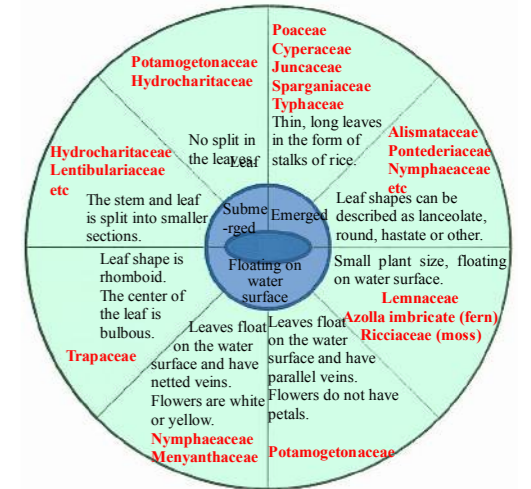 Potamogetonaceae
Hydrocharitaceae
No split in
the leaves.
Leaf
Poaceae
Cyperaceae
Juncaceae
Sparganiaceae
Typhaceae
Thin, long leaves
in the form of
stalks of rice.
Alismataceae
Pontederiaceae
Nymphaeaceae
etc
Leaf shapes can be
described as lanceolate,
round, hastate or other.
Hydrocharitaceae
Lentibulariaceae
etc
The stem and leaf
is split into smaller
sections.
Subme
-rged
Emerged
Floating on
water
surface
Leaf shape is
rhomboid.
The center of
the leaf is
bulbous.
Trapaceae
Small plant size, floating
on water surface.
Lemnaceae
Azolla imbricate (fern)
Ricciaceae (moss)
Leaves float
on the water
surface and have
netted veins.
Flowers are white
or yellow.
Nymphaeaceae
Menyanthaceae
Leaves float
on the water
surface and have
parallel veins.
Flowers do not have
petals.
Potamogetonaceae